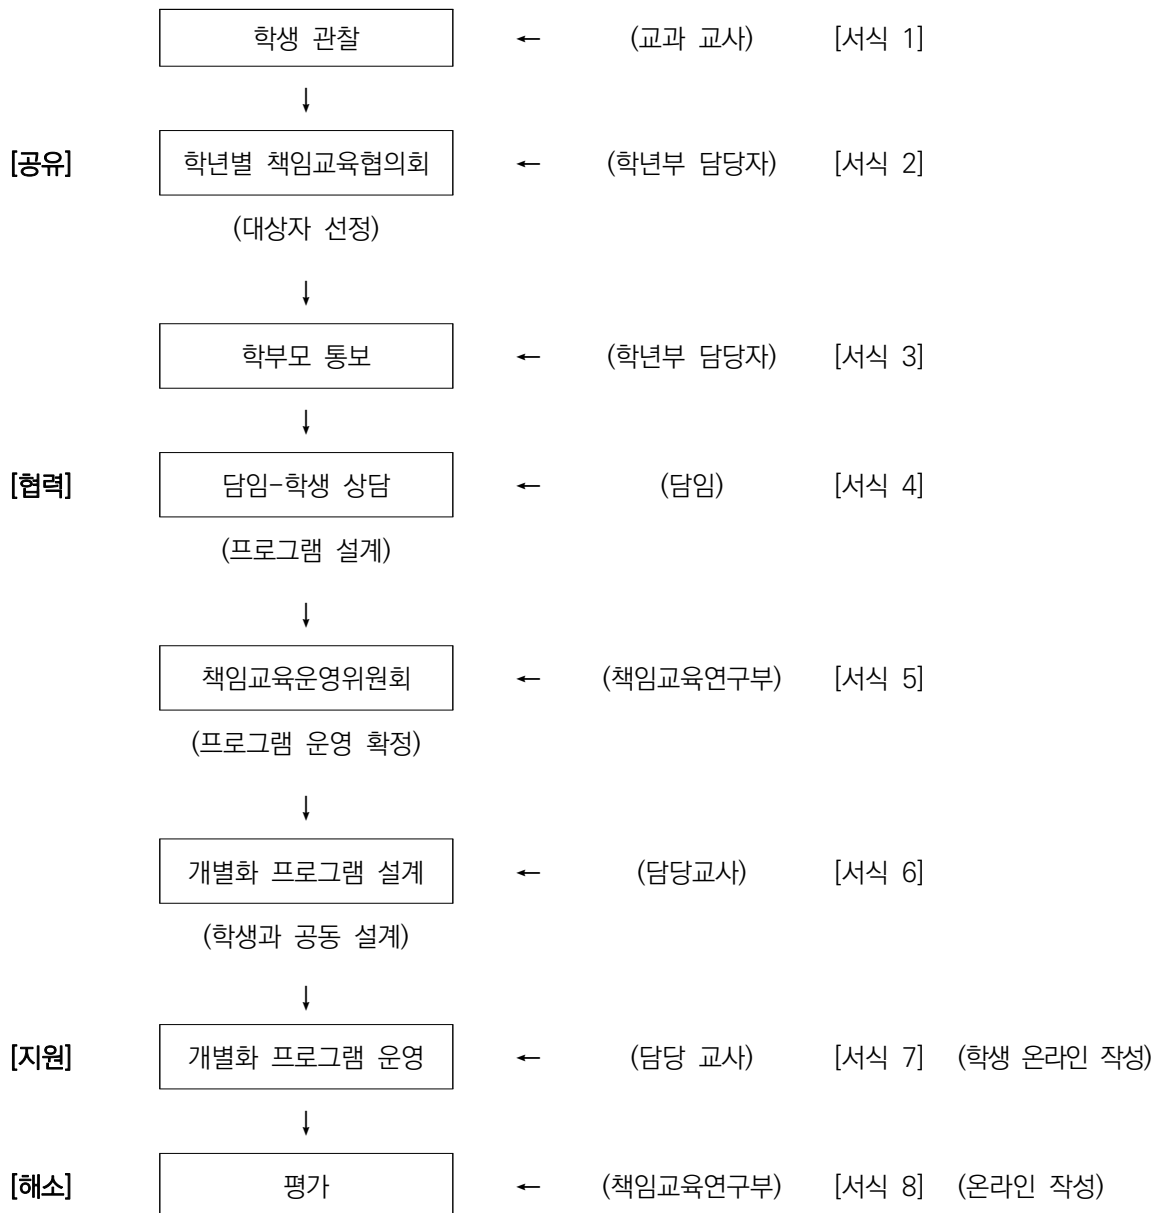 학생 관찰 ← (교과 교사) [서식 1]
↓
[공유] 학년별 책임교육협의회 ← (학년부 담당자) [서식 2]
(대상자 선정)
↓
학부모 통보 ← (학년부 담당자) [서식 3]
↓
[협력] 담임-학생 상담 ← (담임) [서식 4]
(프로그램 설계)
↓
책임교육운영위원회 ← (책임교육연구부) [서식 5]
(프로그램 운영 확정)
↓
개별화 프로그램 설계 ← (담당교사) [서식 6]
(학생과 공동 설계)
↓
[지원] 개별화 프로그램 운영 ← (담당 교사) [서식 7] (학생 온라인 작성)
↓
[해소] 평가 ← (책임교육연구부) [서식 8] (온라인 작성)